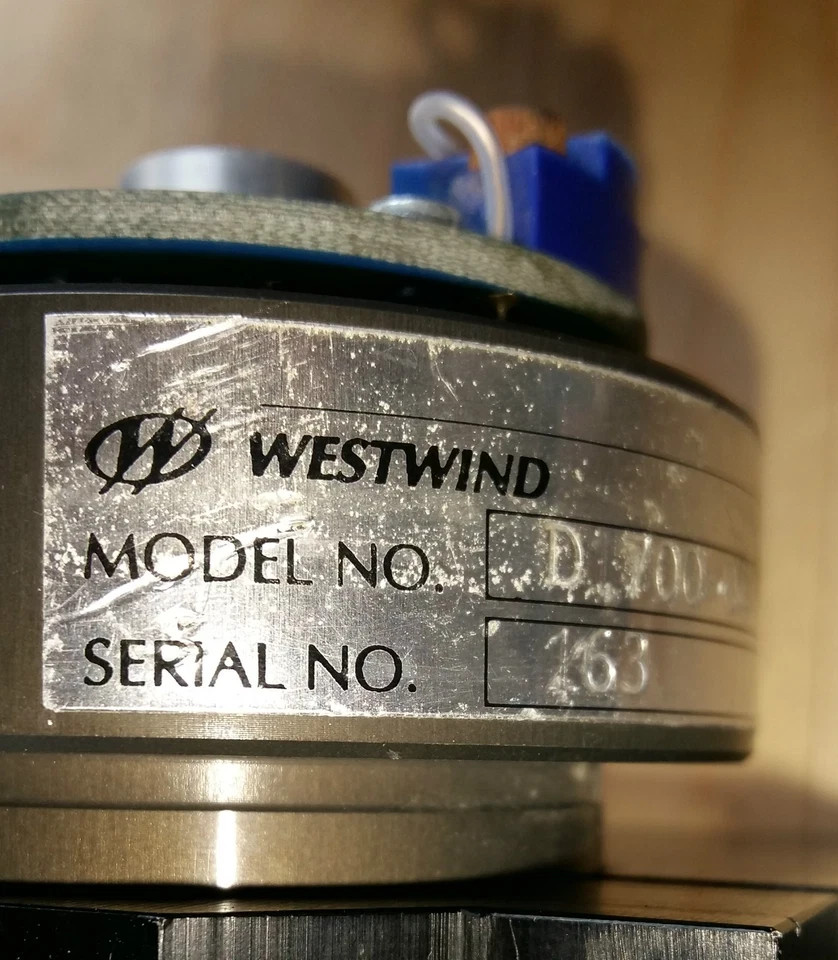 W WESTWIND
MODEL NO. D 700
SERIAL NO. 163